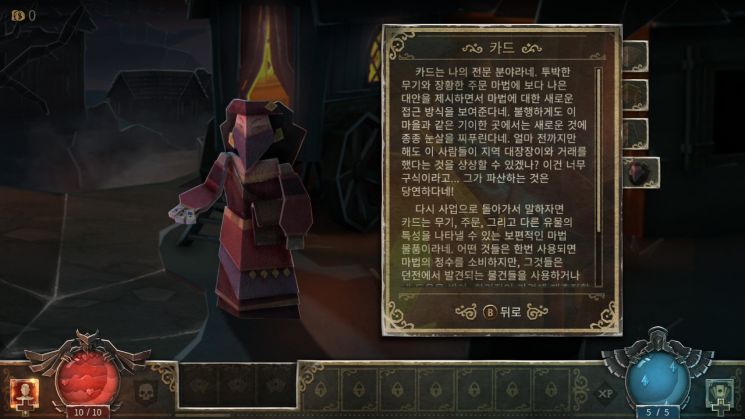 0
카드
카드는 나의 전문 분야라네. 투박한
무기와 장황한 주문 마법에 보다 나은
대안을 제시하면서 마법에 대한 새로운
접근 방식을 보여준다네. 불행하게도 이
마을과 같은 기이한 곳에서는 새로운 것에
종종 눈살을 찌푸린다네. 얼마 전까지만
해도 이 사람들이 지역 대장장이와 거래를
했다는 것을 상상할 수 있겠나? 이건 너무
구식이라고... 그가 파산하는 것은
당연하다네!
다시 사업으로 돌아가서 말하자면
카드는 무기, 주문, 그리고 다른 유물의
특성을 나타낼 수 있는 보편적인 마법
물품이라네. 어떤 것들은 한번 사용되면
마법의 정수를 소비하지만, 그것들은
던전에서 발견되는 물건들을 사용하거나
B 뒤로
XP
10 / 10
5 / 5